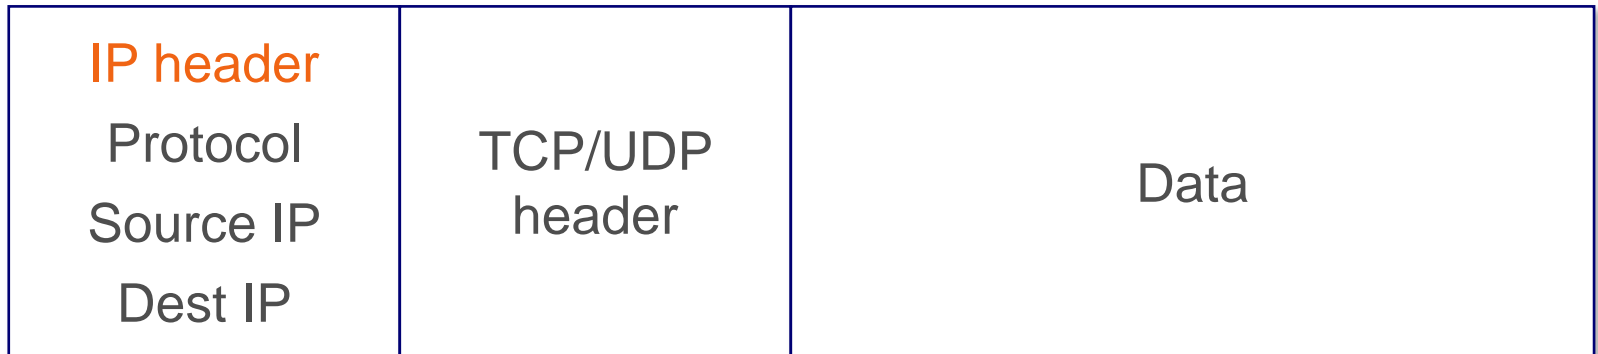 IP header
Protocol
Source IP
Dest IP
TCP/UDP
header
Data